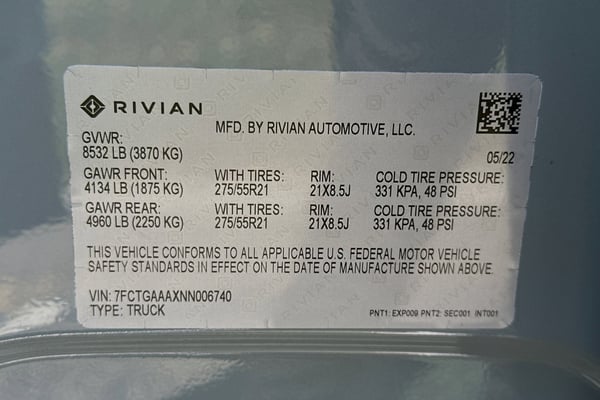 RIVIAN
MFD. BY RIVIAN AUTOMOTIVE, LLC.
GVWR:
8532 LB (3870 KG) 05/22
GAWR FRONT: WITH TIRES: RIM: COLD TIRE PRESSURE:
4134 LB (1875 KG) 275/55R21 21X8.5J 331 KPA, 48 PSI
GAWR REAR: WITH TIRES: RIM: COLD TIRE PRESSURE:
4960 LB (2250 KG) 275/55R21 21X8.5J 331 KPA, 48 PSI
THIS VEHICLE CONFORMS TO ALL APPLICABLE U.S. FEDERAL MOTOR VEHICLE
SAFETY STANDARDS IN EFFECT ON THE DATE OF MANUFACTURE SHOWN ABOVE.
VIN: 7FCTGAAAXNN006740
TYPE: TRUCK PNT1: EXP009 PNT2: SEC001 INT001